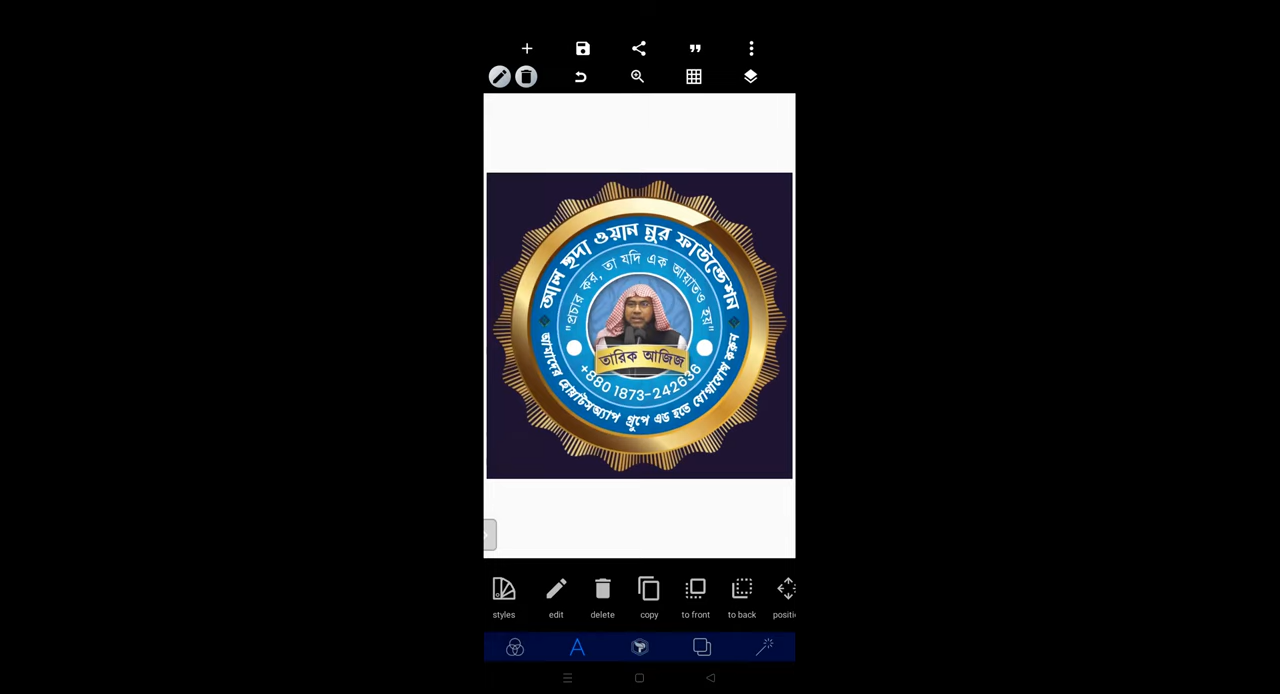 আল হুদা ওয়ান নুর ফাউন্ডেশন
"প্রচার কর, তা যদি এক আয়াতও হয়"
তারিক আজিজ
+880 1873-242636
আমাদের হোয়াটসঅ্যাপ গ্রুপে এড হতে যোগাযোগ করুন
styles edit delete copy to front to back positi